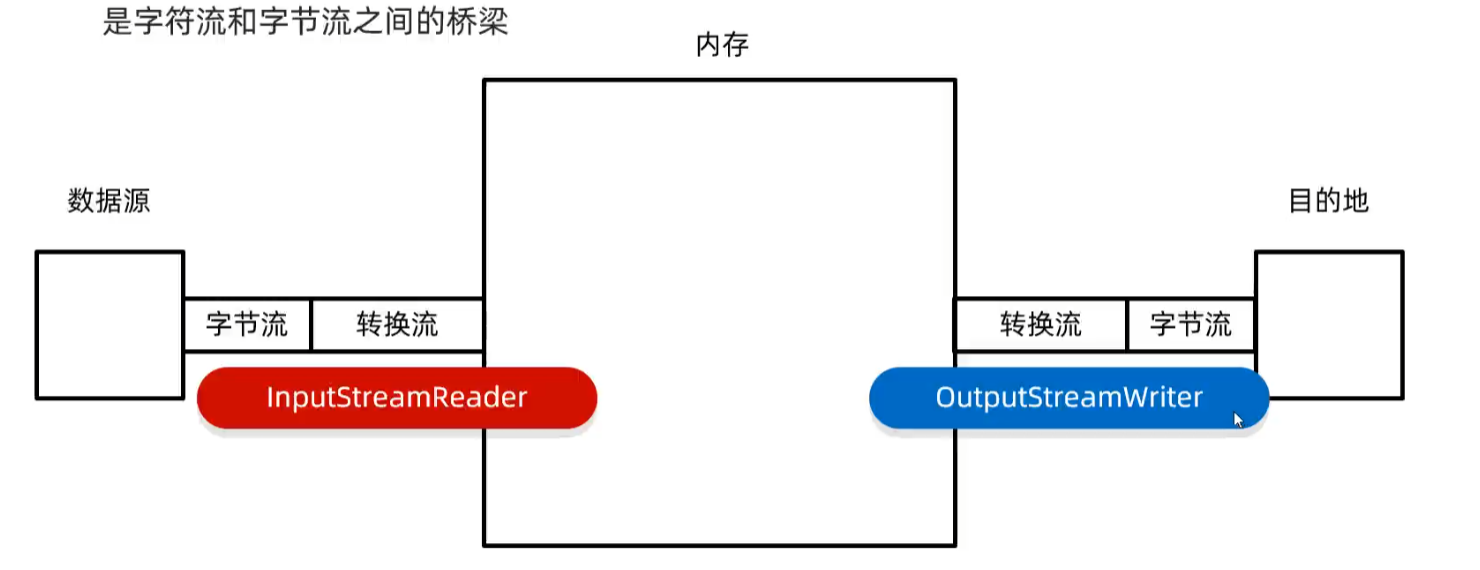 是字符流和字节流之间的桥梁
内存
数据源
目的地
字节流
转换流
转换流
字节流
InputStreamReader
OutputStreamWriter